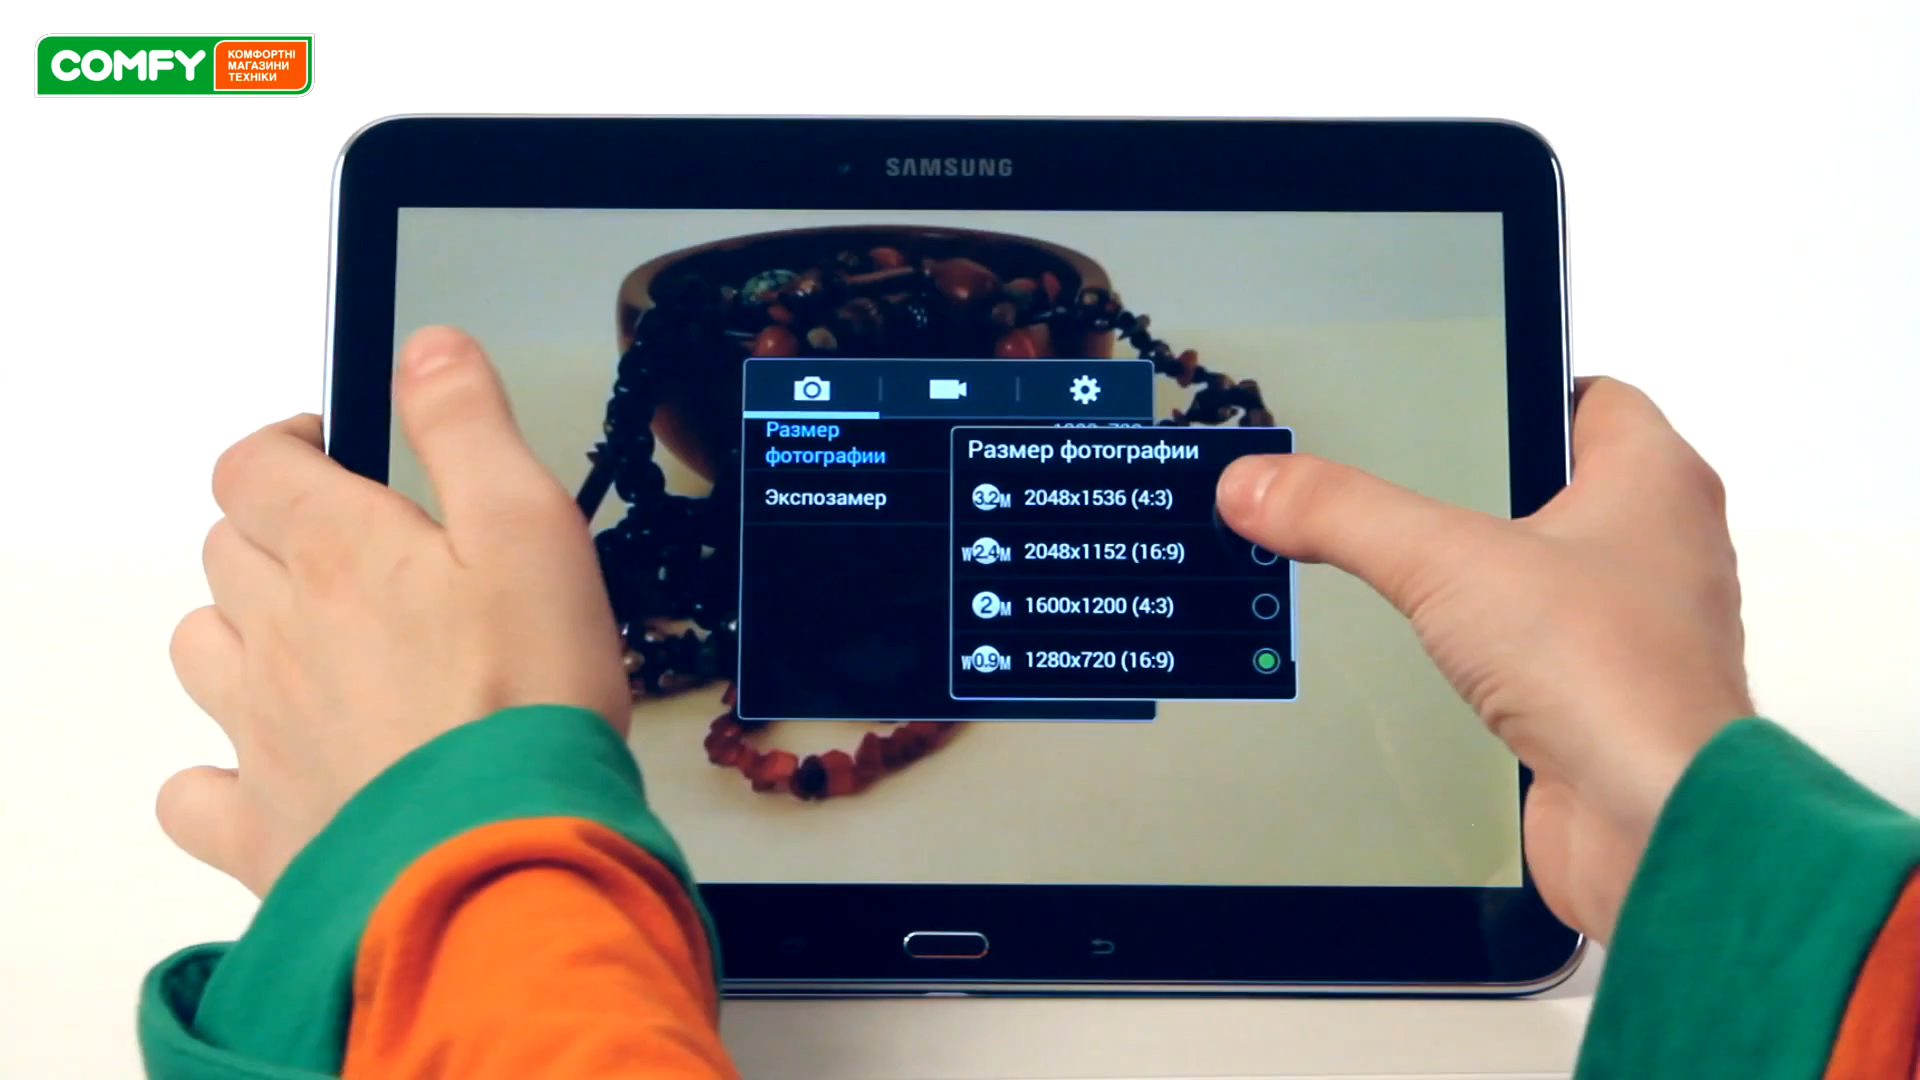 COMFY
КОМФОРТНІ
МАГАЗИНИ
ТЕХНІКИ
SAMSUNG
Размер
фотографии
Экспозамер
Размер фотографии
3.2M 2048x1536 (4:3)
W2.4M 2048x1152 (16:9)
2M 1600x1200 (4:3)
W0.9M 1280x720 (16:9)